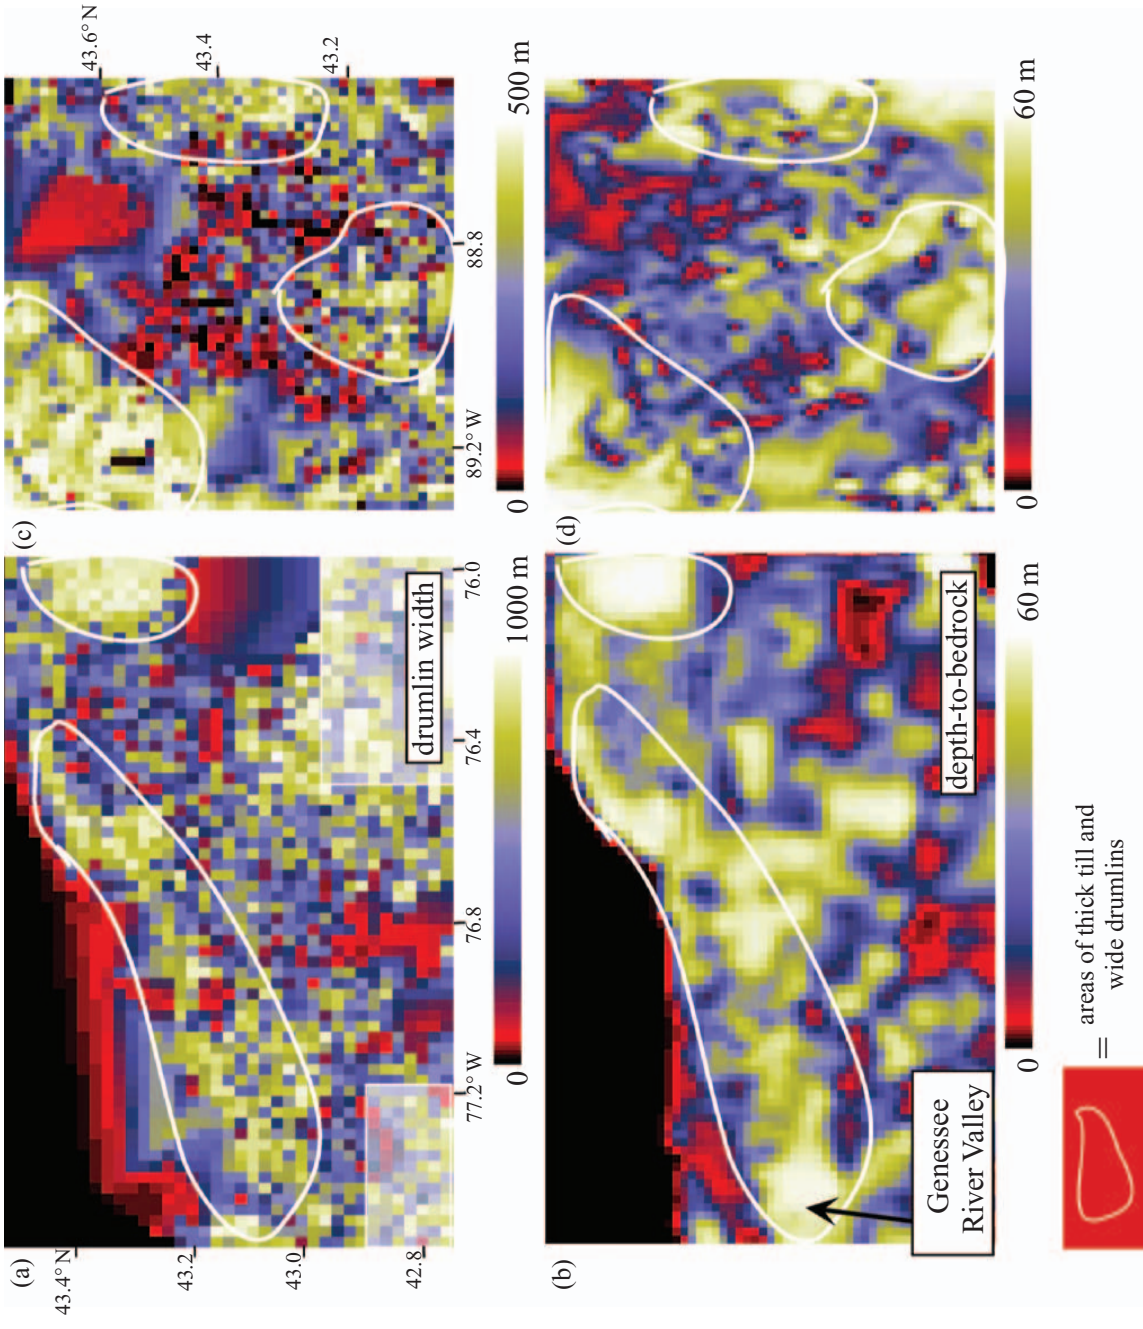 (a)
43.4° N
43.2
43.0
42.8
77.2° W
76.8
76.4
76.0
drumlin width
0
1000 m
(b)
Genessee
River Valley
depth-to-bedrock
0
60 m
(c)
43.6° N
43.4
43.2
89.2° W
88.8
0
500 m
(d)
0
60 m
= areas of thick till and
wide drumlins